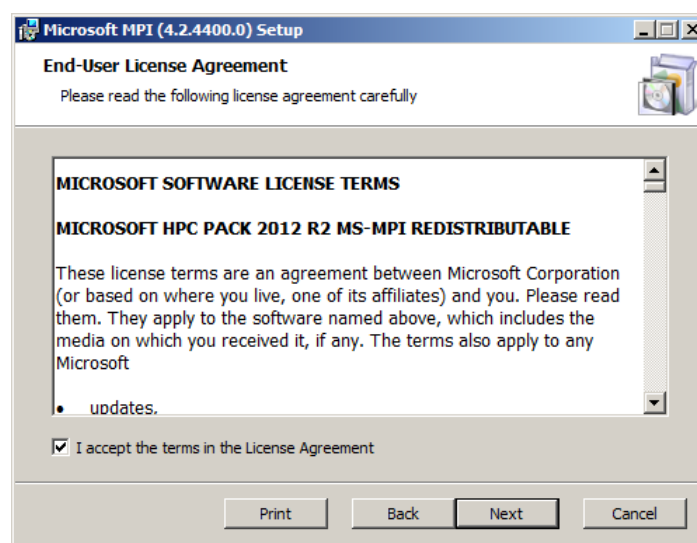 Microsoft MPI (4.2.4400.0) Setup
End-User License Agreement
Please read the following license agreement carefully
MICROSOFT SOFTWARE LICENSE TERMS
MICROSOFT HPC PACK 2012 R2 MS-MPI REDISTRIBUTABLE
These license terms are an agreement between Microsoft Corporation
(or based on where you live, one of its affiliates) and you. Please read
them. They apply to the software named above, which includes the
media on which you received it, if any. The terms also apply to any
Microsoft
• updates,
I accept the terms in the License Agreement
Print Back Next Cancel